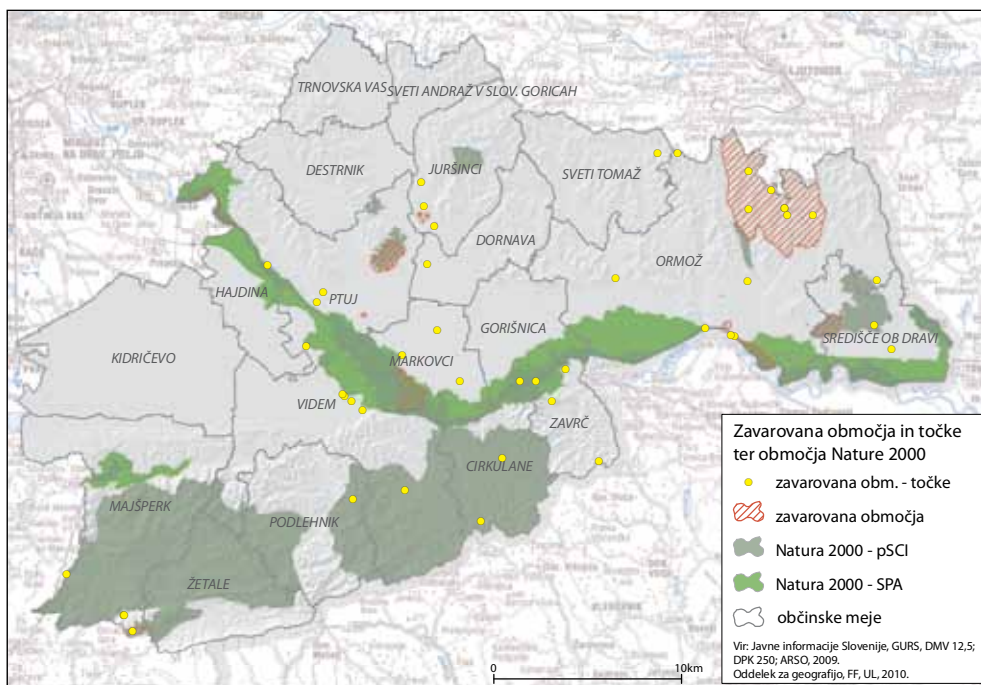 TRNOVSKA VAS
SVETI ANDRAŽ V SLOV. GORICAH
DESTRNIK
JURŠINCI
SVETI TOMAŽ
DORNAVA
ORMOŽ
HAJDINA
PTUJ
GORIŠNICA
KIDRIČEVO
MARKOVCI
SREDIŠČE OB DRAVI
VIDEM
ZAVRČ
CIRKULANE
MAJŠPERK
PODLEHNIK
ŽETALE
Zavarovana območja in točke
ter območja Nature 2000
zavarovana obm. - točke
zavarovana območja
Natura 2000 - pSCI
Natura 2000 - SPA
občinske meje
Vir: Javne informacije Slovenije, GURS, DMV 12,5;
DPK 250; ARSO, 2009.
Oddelek za geografijo, FF, UL, 2010.
0 10km